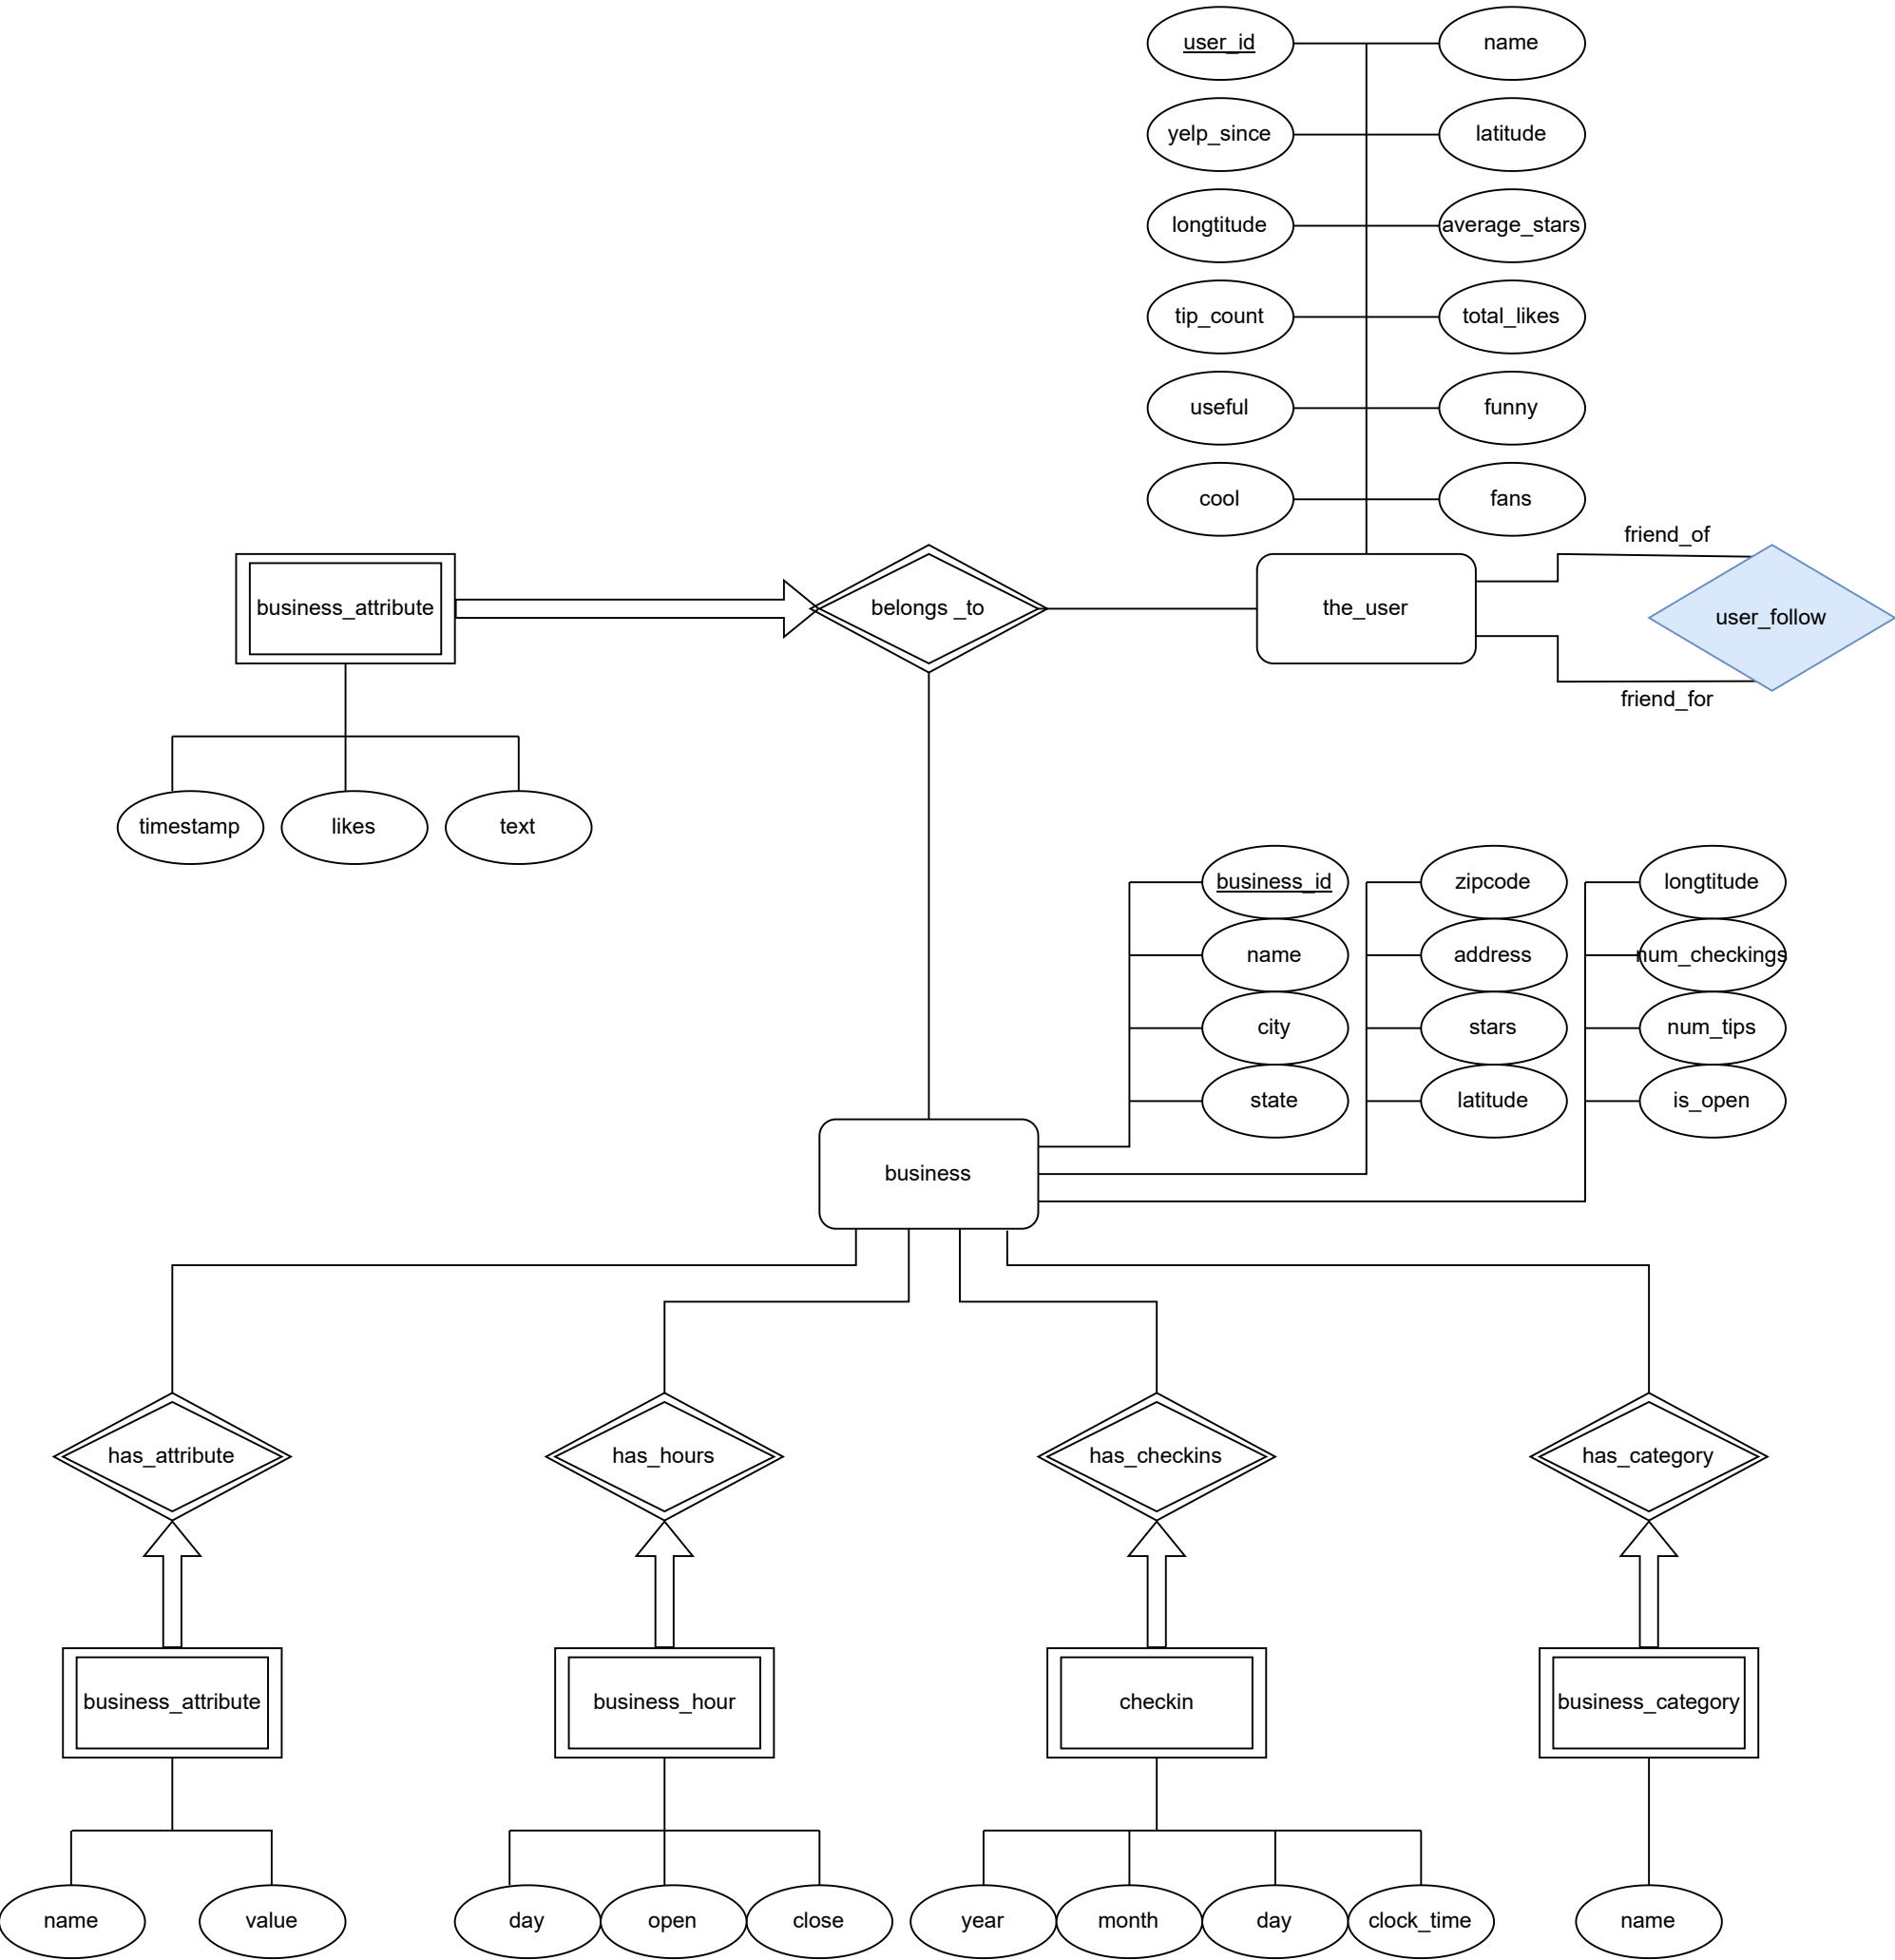 user_id
name
yelp_since
latitude
longtitude
average_stars
tip_count
total_likes
useful
funny
cool
fans
friend_of
business_attribute
belongs _to
the_user
user_follow
friend_for
timestamp
likes
text
business_id
zipcode
longtitude
name
address
num_checkings
city
stars
num_tips
state
latitude
is_open
business
has_attribute
has_hours
has_checkins
has_category
business_attribute
business_hour
checkin
business_category
name
value
day
open
close
year
month
day
clock_time
name